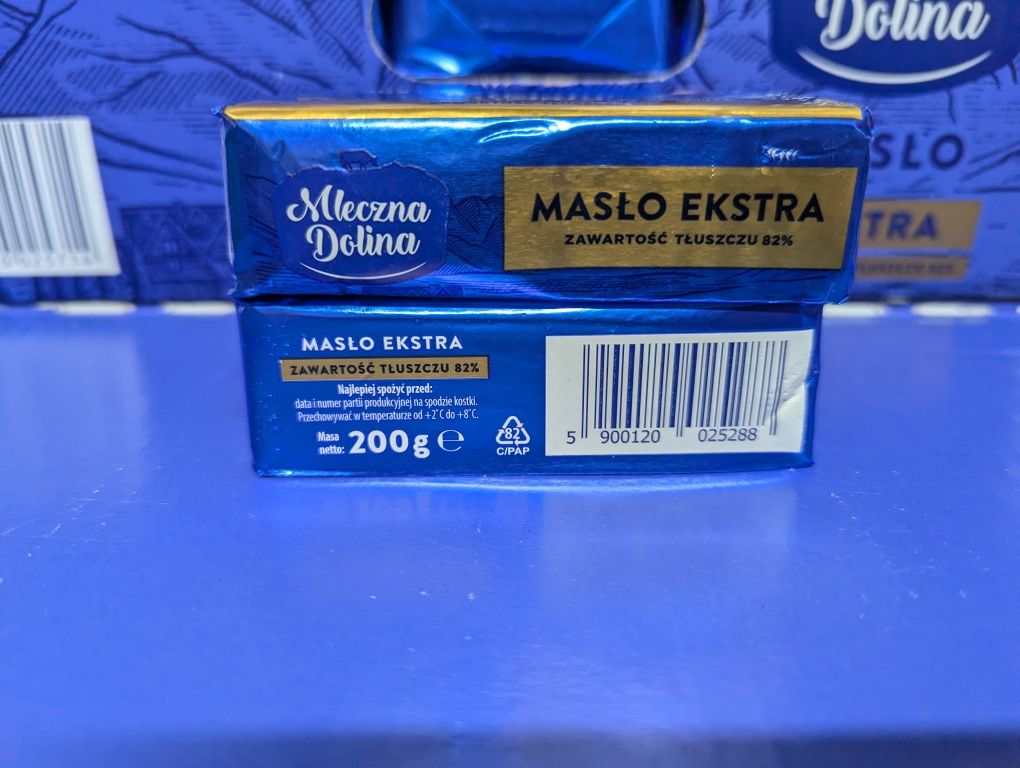 Dolina
MASŁO
TRA
Mleczna
Dolina
MASŁO EKSTRA
ZAWARTOŚĆ TŁUSZCZU 82%
MASŁO EKSTRA
ZAWARTOŚĆ TŁUSZCZU 82%
Najlepiej spożyć przed:
data i numer partii produkcyjnej na spodzie kostki.
Przechowywać w temperaturze od +2°C do +8°C.
Masa
netto: 200g ℮
82
C/PAP
5 900120 025288